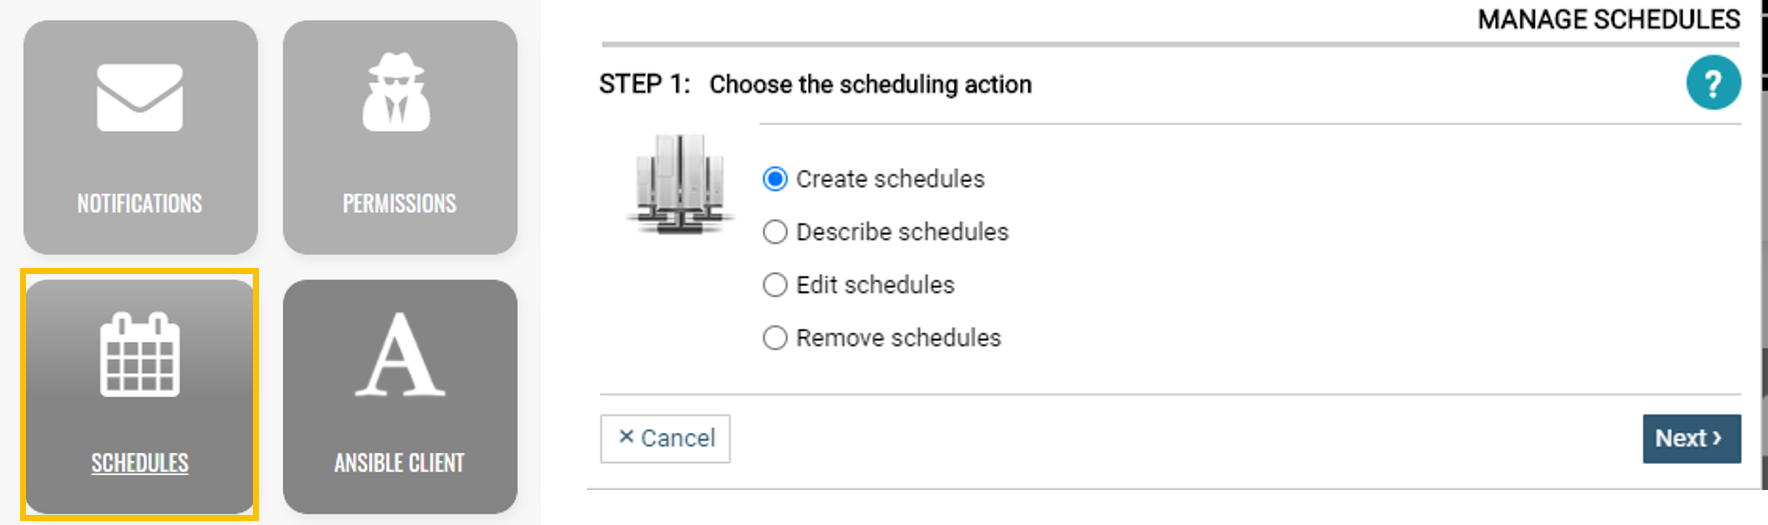 NOTIFICATIONS
PERMISSIONS
SCHEDULES
ANSIBLE CLIENT
MANAGE SCHEDULES
STEP 1: Choose the scheduling action
?
Create schedules
Describe schedules
Edit schedules
Remove schedules
× Cancel
Next ›